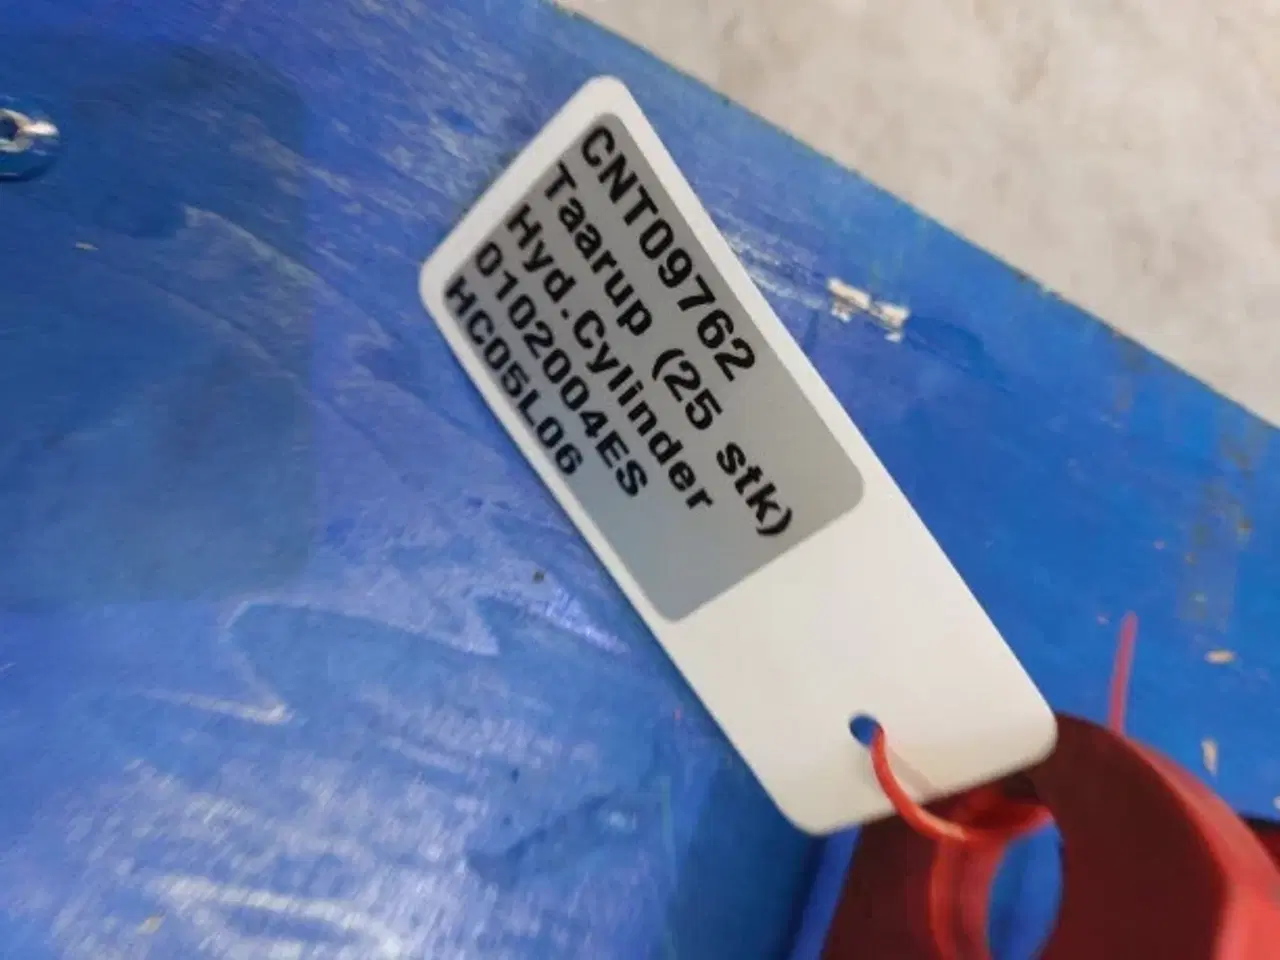 CNT09762
Taarup (25 stk)
Hyd.Cylinder
0102004ES
HC05L06